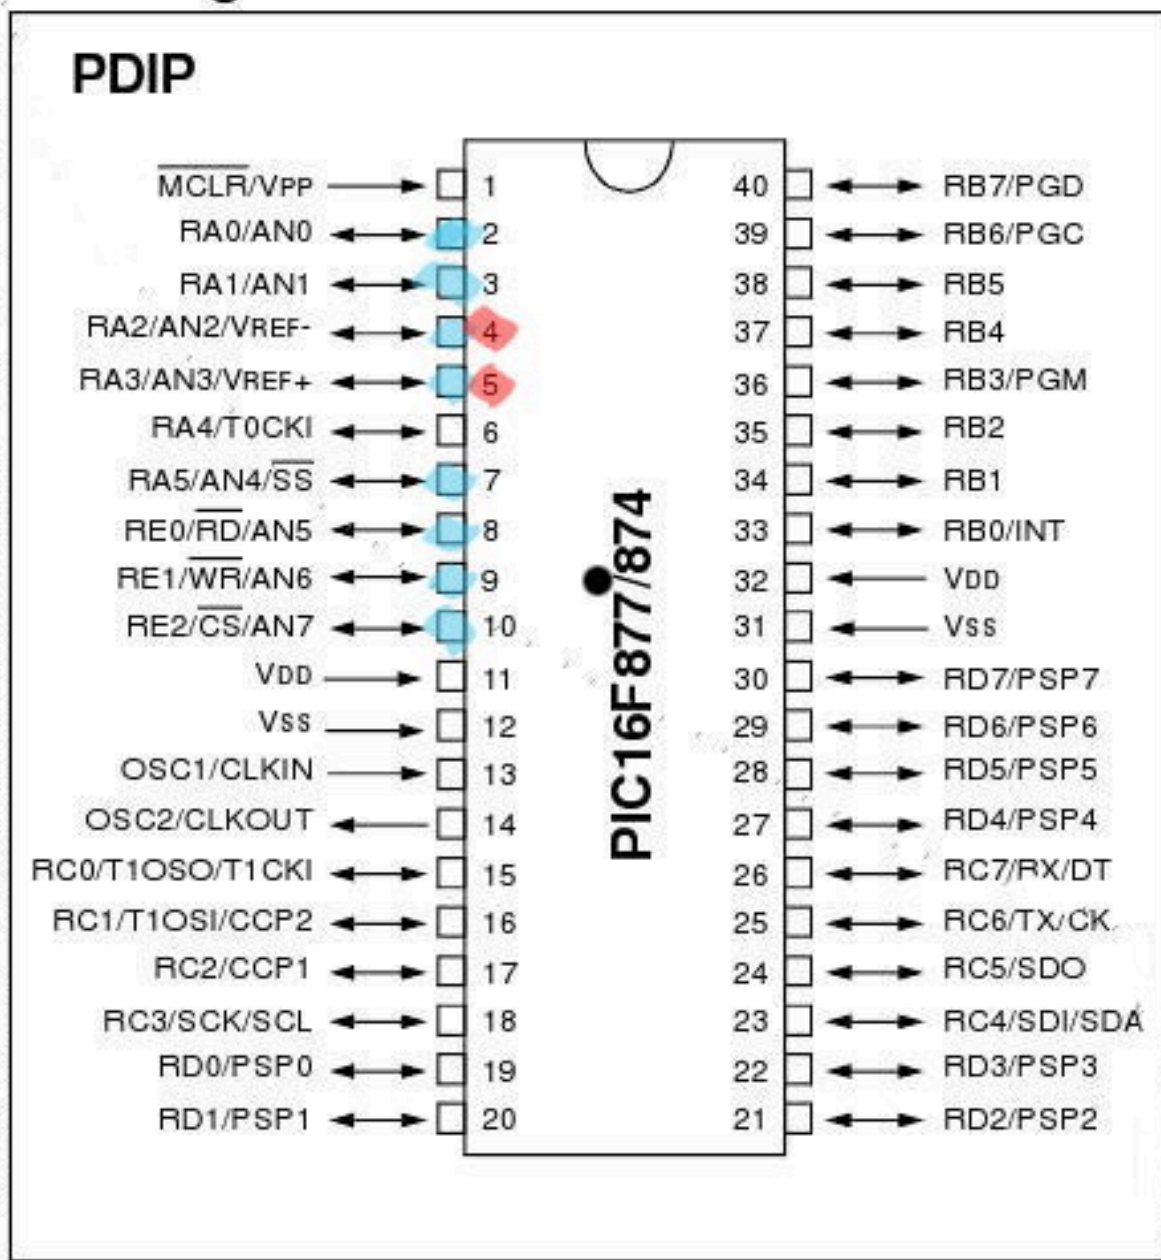 PDIP
MCLR/VPP 1
RA0/AN0 2
RA1/AN1 3
RA2/AN2/VREF- 4
RA3/AN3/VREF+ 5
RA4/T0CKI 6
RA5/AN4/SS 7
RE0/RD/AN5 8
RE1/WR/AN6 9
RE2/CS/AN7 10
VDD 11
VSS 12
OSC1/CLKIN 13
OSC2/CLKOUT 14
RC0/T1OSO/T1CKI 15
RC1/T1OSI/CCP2 16
RC2/CCP1 17
RC3/SCK/SCL 18
RD0/PSP0 19
RD1/PSP1 20
PIC16F877/874
40 RB7/PGD
39 RB6/PGC
38 RB5
37 RB4
36 RB3/PGM
35 RB2
34 RB1
33 RB0/INT
32 VDD
31 VSS
30 RD7/PSP7
29 RD6/PSP6
28 RD5/PSP5
27 RD4/PSP4
26 RC7/RX/DT
25 RC6/TX/CK
24 RC5/SDO
23 RC4/SDI/SDA
22 RD3/PSP3
21 RD2/PSP2